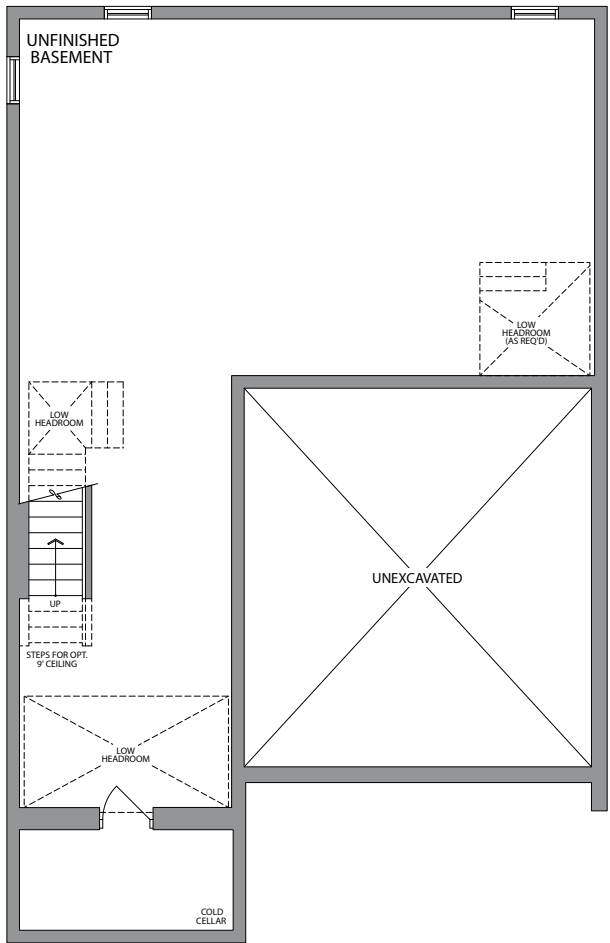 UNFINISHED
BASEMENT
LOW
HEADROOM
(AS REQ'D)
LOW
HEADROOM
UNEXCAVATED
UP
STEPS FOR OPT.
9' CEILING
LOW
HEADROOM
COLD
CELLAR